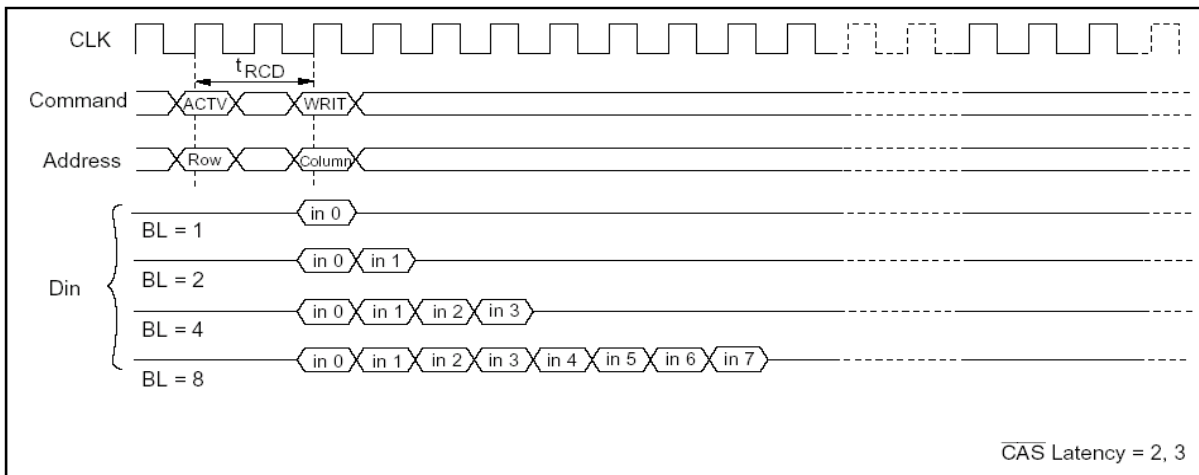 CLK
tRCD
Command ACTV WRIT
Address Row Column
in 0
BL = 1
in 0 in 1
BL = 2
Din
in 0 in 1 in 2 in 3
BL = 4
in 0 in 1 in 2 in 3 in 4 in 5 in 6 in 7
BL = 8
CAS Latency = 2, 3